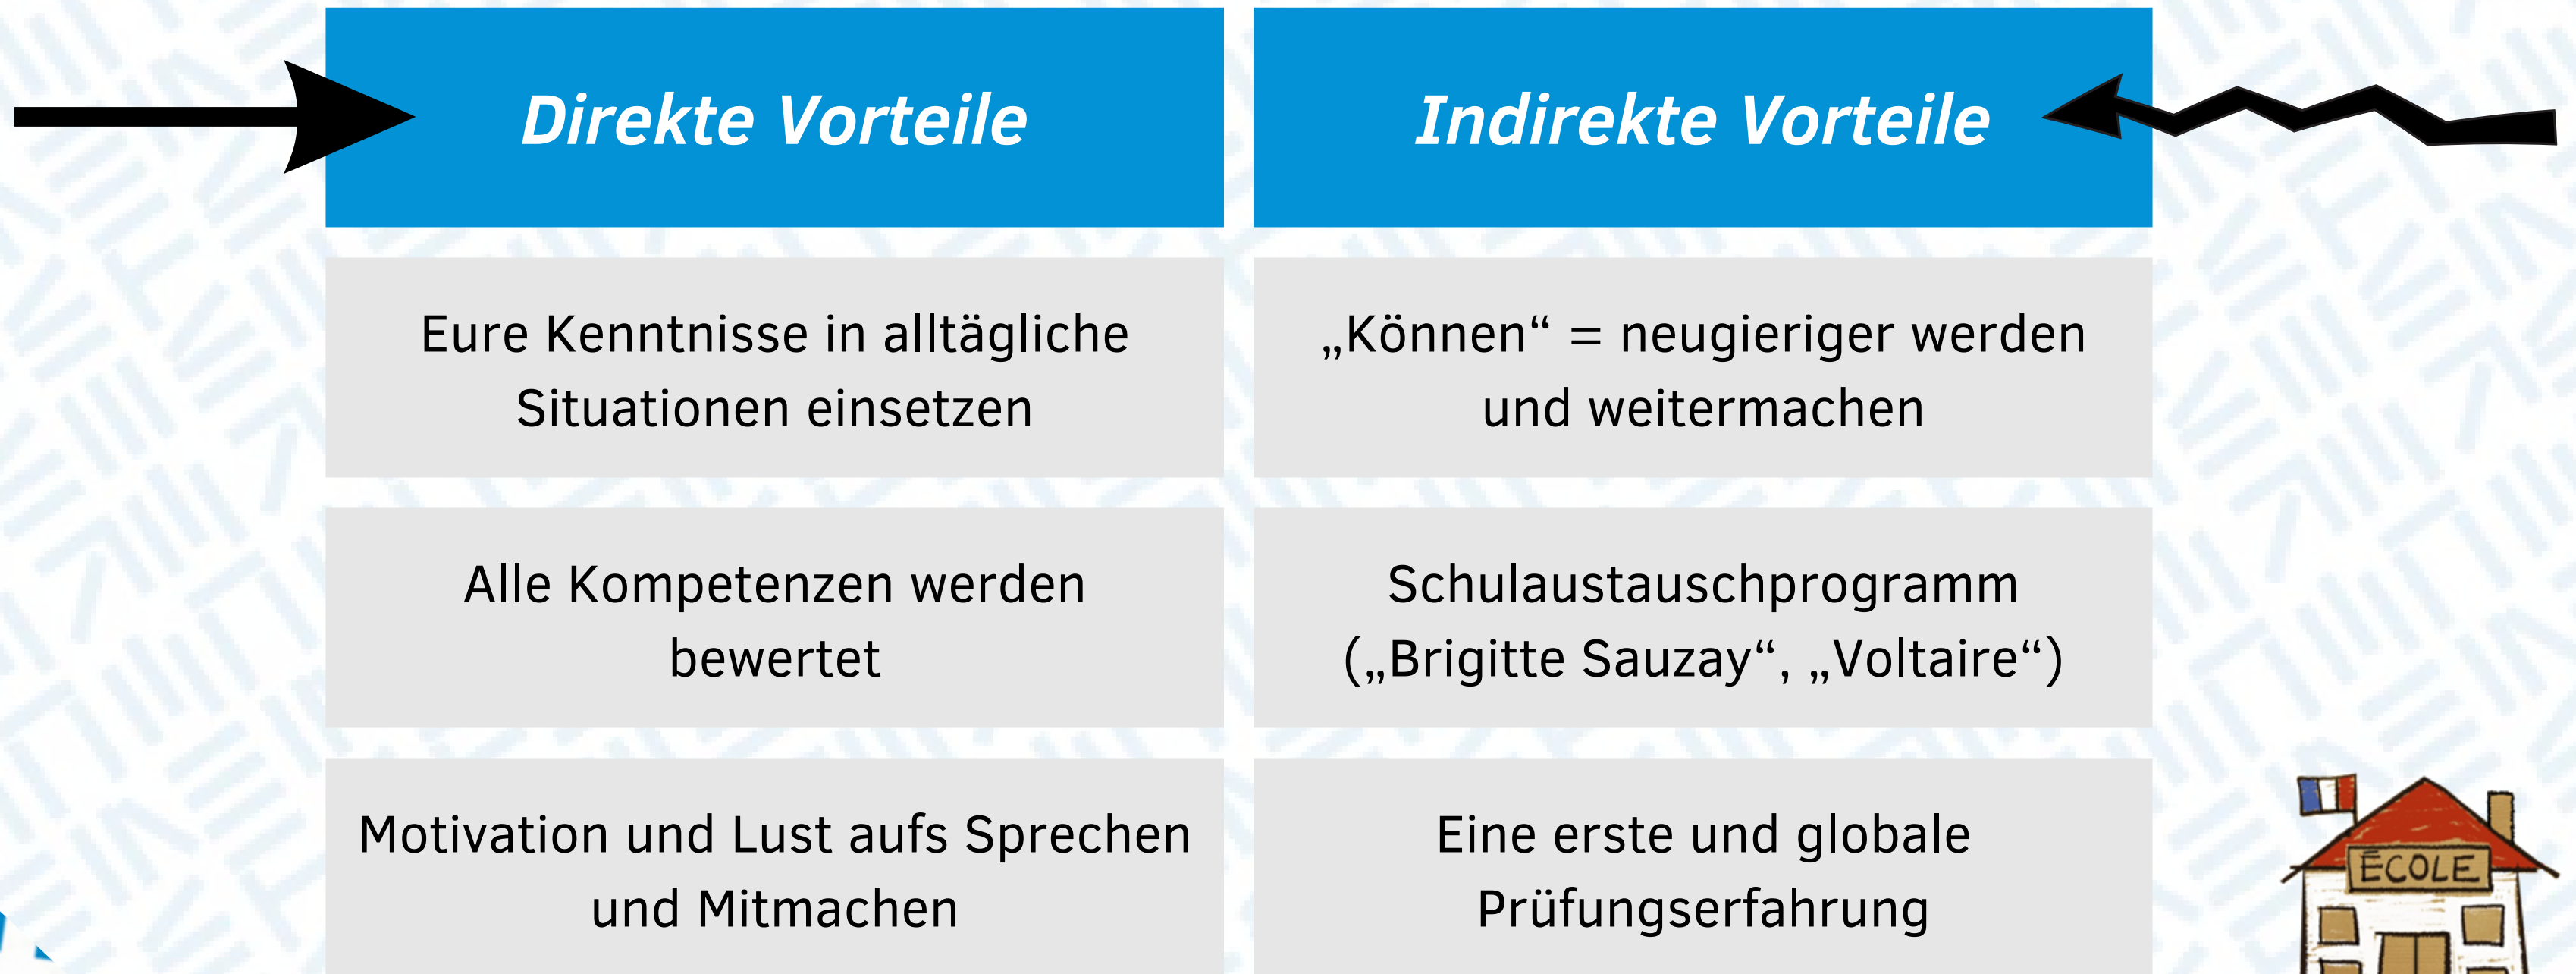 Direkte Vorteile
Indirekte Vorteile
Eure Kenntnisse in alltägliche
Situationen einsetzen
„Können“ = neugieriger werden
und weitermachen
Alle Kompetenzen werden
bewertet
Schulaustauschprogramm
(„Brigitte Sauzay“, „Voltaire“)
Motivation und Lust aufs Sprechen
und Mitmachen
Eine erste und globale
Prüfungserfahrung
ÉCOLE